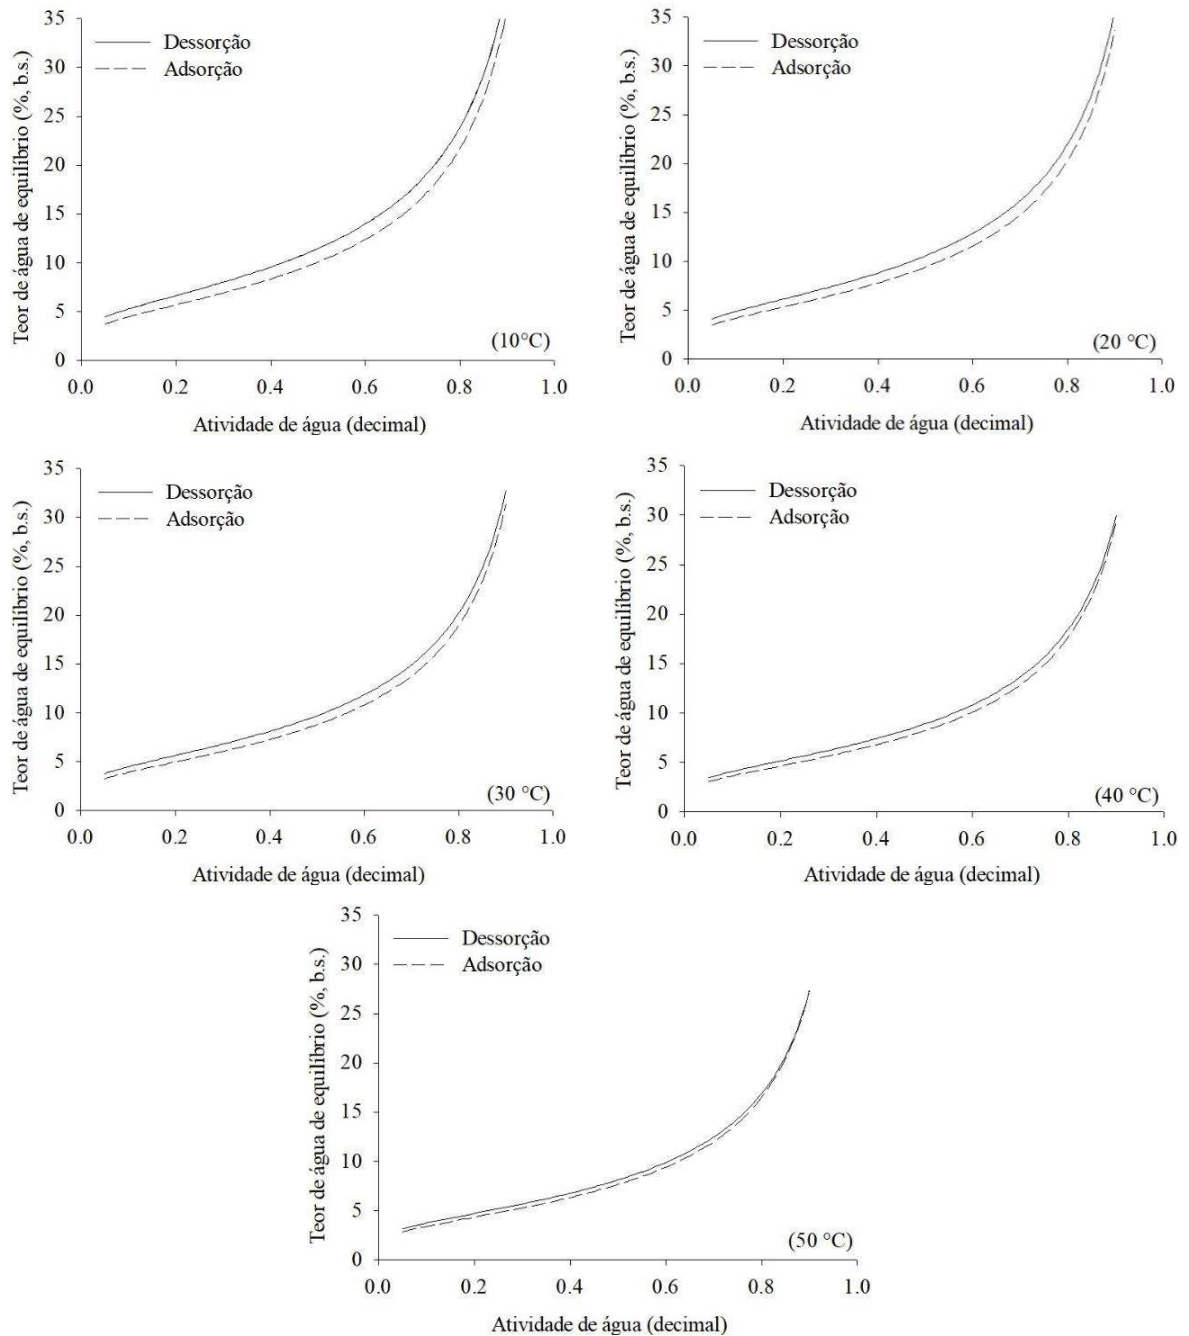 Teor de água de equilíbrio (%, b.s.)
35
30
25
20
15
10
5
0
Dessorção
Adsorção
(10°C)
0.0 0.2 0.4 0.6 0.8 1.0
Atividade de água (decimal)
Teor de água de equilíbrio (%, b.s.)
35
30
25
20
15
10
5
0
Dessorção
Adsorção
(20 °C)
0.0 0.2 0.4 0.6 0.8 1.0
Atividade de água (decimal)
Teor de água de equilíbrio (%, b.s.)
35
30
25
20
15
10
5
0
Dessorção
Adsorção
(30 °C)
0.0 0.2 0.4 0.6 0.8 1.0
Atividade de água (decimal)
Teor de água de equilíbrio (%, b.s.)
35
30
25
20
15
10
5
0
Dessorção
Adsorção
(40 °C)
0.0 0.2 0.4 0.6 0.8 1.0
Atividade de água (decimal)
Teor de água de equilíbrio (%, b.s.)
35
30
25
20
15
10
5
0
Dessorção
Adsorção
(50 °C)
0.0 0.2 0.4 0.6 0.8 1.0
Atividade de água (decimal)